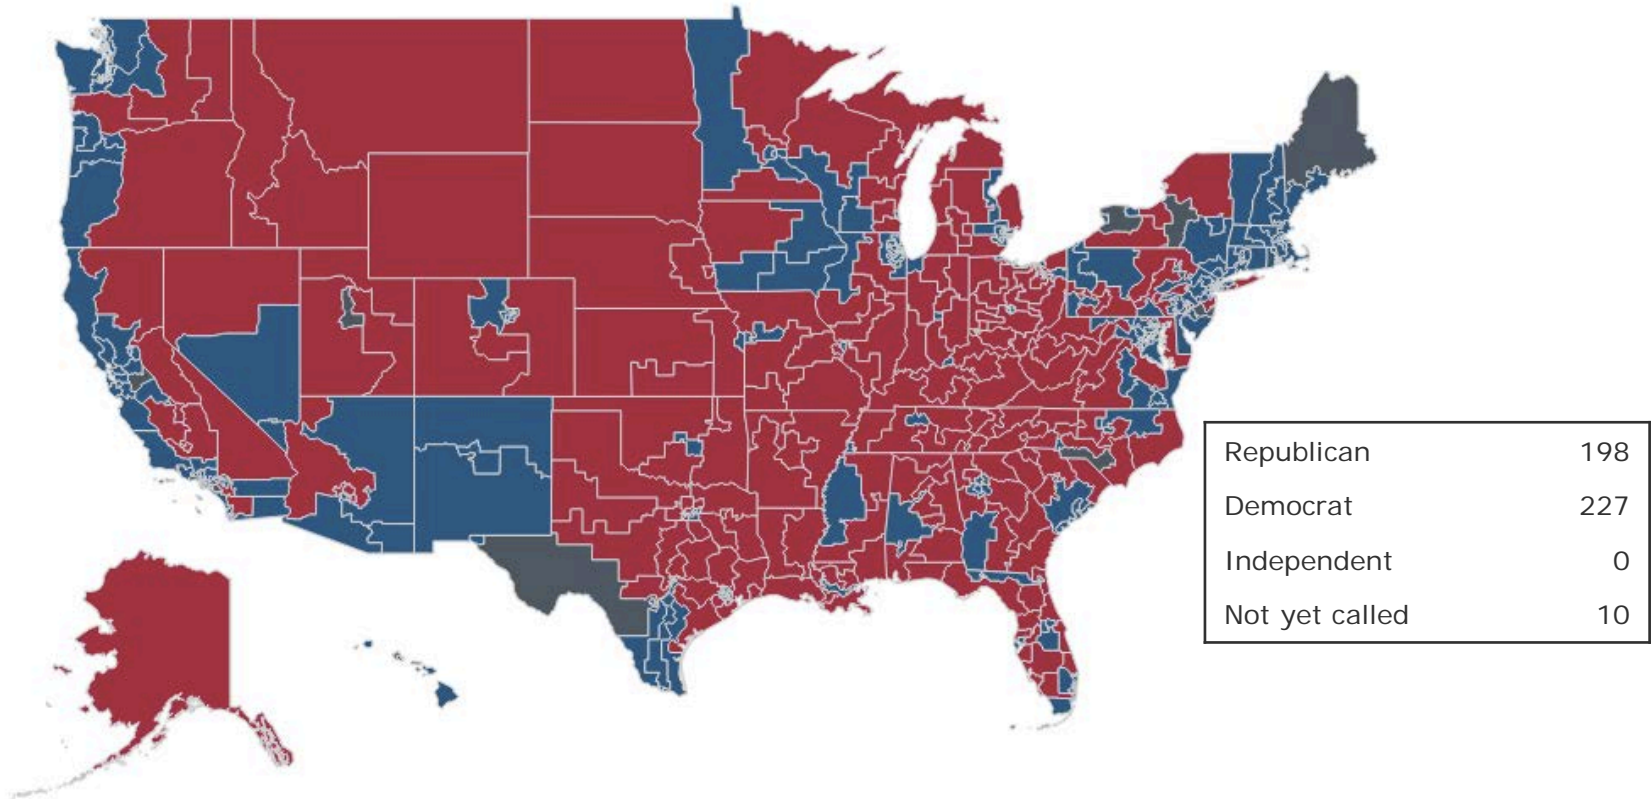 Republican 198
Democrat 227
Independent 0
Not yet called 10